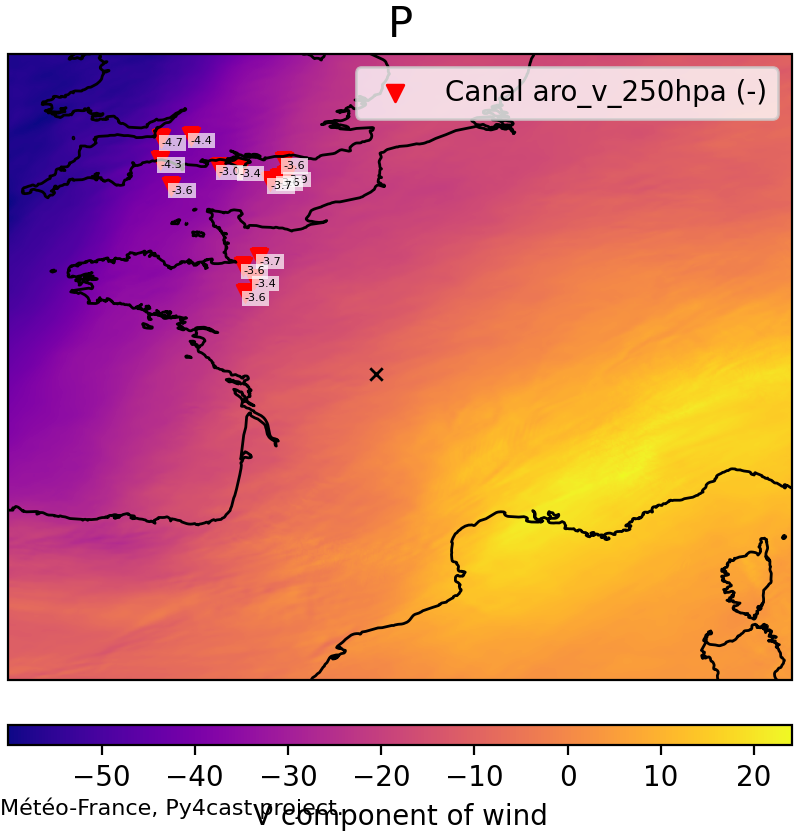 P
Canal aro_v_250hpa (-)
-4.7
-4.4
-4.3
-3.6
-3.0
-3.4
-3.6
-3.7
-3.7
-3.6
-3.4
-3.6
−50 −40 −30 −20 −10 0 10 20
Météo-France, Py4cast project.
V component of wind